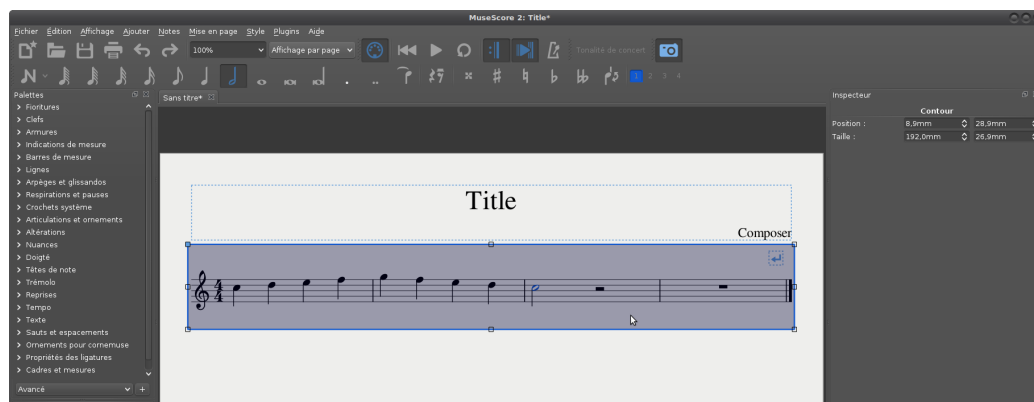 MuseScore 2: Title*
Fichier Édition Affichage Ajouter Notes Mise en page Style Plugins Aide
100% Affichage par page Tonalité de concert
1 2 3 4
Palettes
Fioritures
Clefs
Armures
Indications de mesure
Barres de mesure
Lignes
Arpèges et glissandos
Respirations et pauses
Crochets système
Articulations et ornements
Altérations
Nuances
Doigté
Têtes de note
Trémolo
Reprises
Tempo
Texte
Sauts et espacements
Ornements pour cornemuse
Propriétés des ligatures
Cadres et mesures
Avancé
Sans titre*
Title
Composer
4
4
Inspecteur
Contour
Position : 8,9mm 28,9mm
Taille : 192,0mm 26,9mm